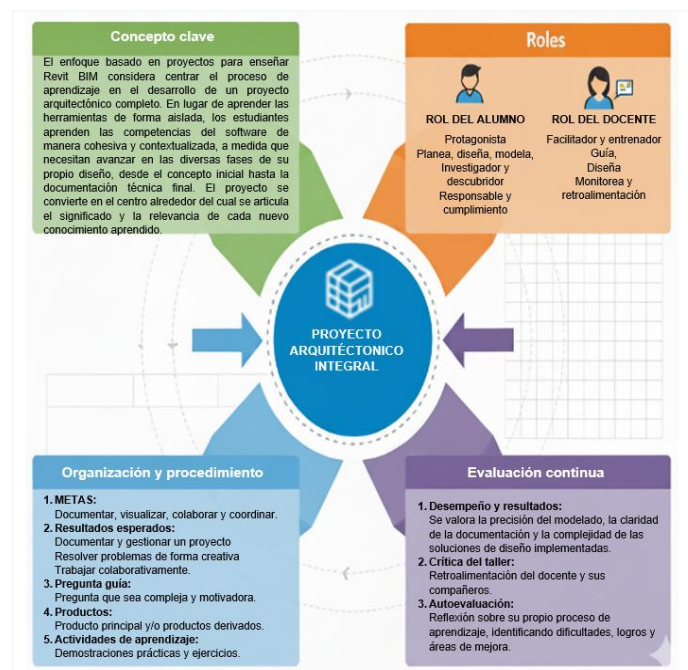 Concepto clave
El enfoque basado en proyectos para enseñar
Revit BIM considera centrar el proceso de
aprendizaje en el desarrollo de un proyecto
arquitectónico completo. En lugar de aprender las
herramientas de forma aislada, los estudiantes
aprenden las competencias del software de
manera cohesiva y contextualizada, a medida que
necesitan avanzar en las diversas fases de su
propio diseño, desde el concepto inicial hasta la
documentación técnica final. El proyecto se
convierte en el centro alrededor del cual se articula
el significado y la relevancia de cada nuevo
conocimiento aprendido.
Roles
ROL DEL ALUMNO
Protagonista
Planea, diseña, modela,
Investigador y
descubridor
Responsable y
cumplimiento
ROL DEL DOCENTE
Facilitador y entrenador
Guía,
Diseña
Monitorea y
retroalimentación
PROYECTO
ARQUITÉCTONICO
INTEGRAL
Organización y procedimiento
1. METAS:
Documentar, visualizar, colaborar y coordinar.
2. Resultados esperados:
Documentar y gestionar un proyecto
Resolver problemas de forma creativa
Trabajar colaborativamente.
3. Pregunta guía:
Pregunta que sea compleja y motivadora.
4. Productos:
Producto principal y/o productos derivados.
5. Actividades de aprendizaje:
Demostraciones prácticas y ejercicios.
Evaluación continua
1. Desempeño y resultados:
Se valora la precisión del modelado, la claridad
de la documentación y la complejidad de las
soluciones de diseño implementadas.
2. Crítica del taller:
Retroalimentación del docente y sus
compañeros.
3. Autoevaluación:
Reflexión sobre su propio proceso de
aprendizaje, identificando dificultades, logros y
áreas de mejora.